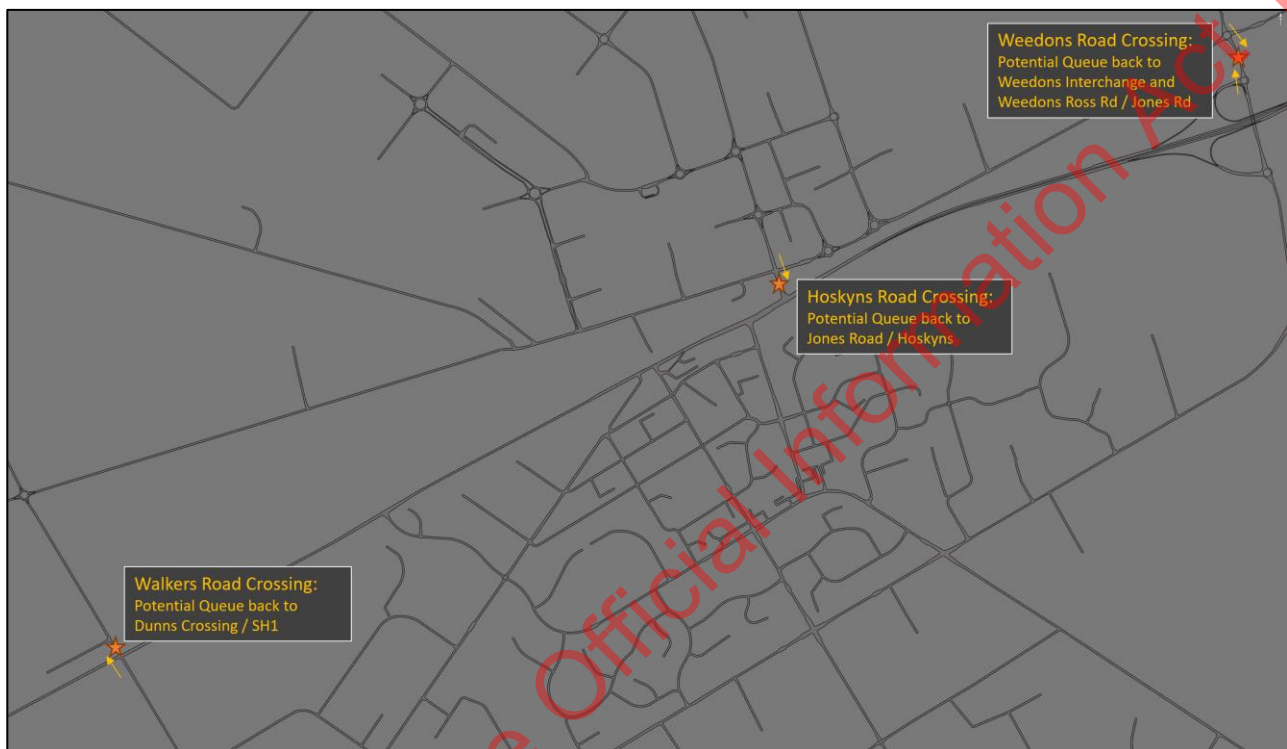 Weedons Road Crossing:
Potential Queue back to
Weedons Interchange and
Weedons Ross Rd / Jones Rd
Hoskyns Road Crossing:
Potential Queue back to
Jones Road / Hoskyns
Walkers Road Crossing:
Potential Queue back to
Dunns Crossing / SH1
Official Information Act